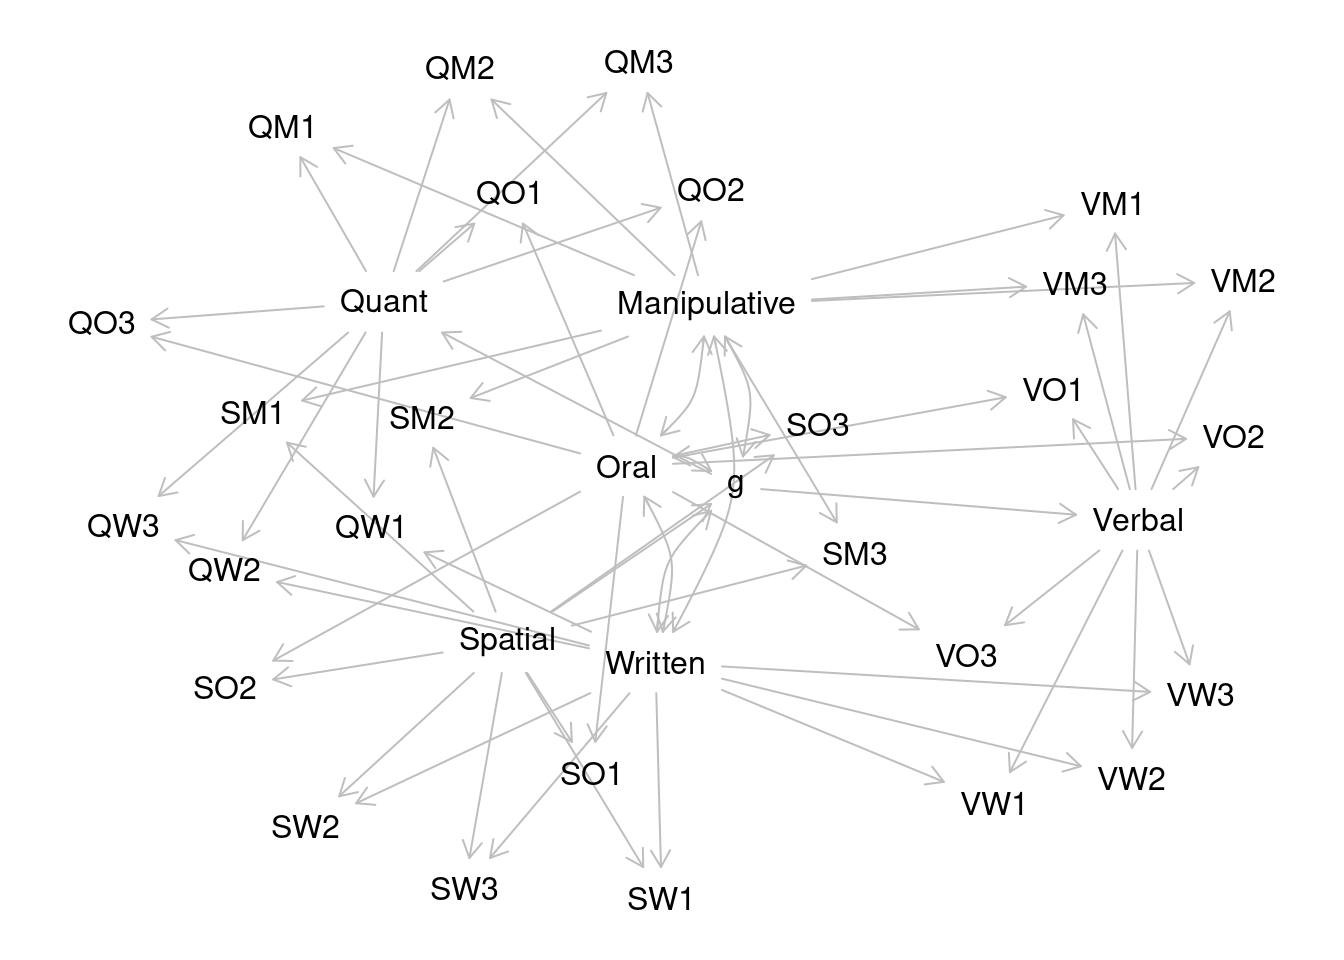 QM3
QM2
QM1
QO2
QO1
VM1
VM2
VM3
Quant
Manipulative
QO3
VO1
SM1
SM2
SO3
VO2
Oral
g
Verbal
QW3
QW1
SM3
QW2
Spatial
VO3
Written
SO2
VW3
SO1
VW2
VW1
SW2
SW3
SW1